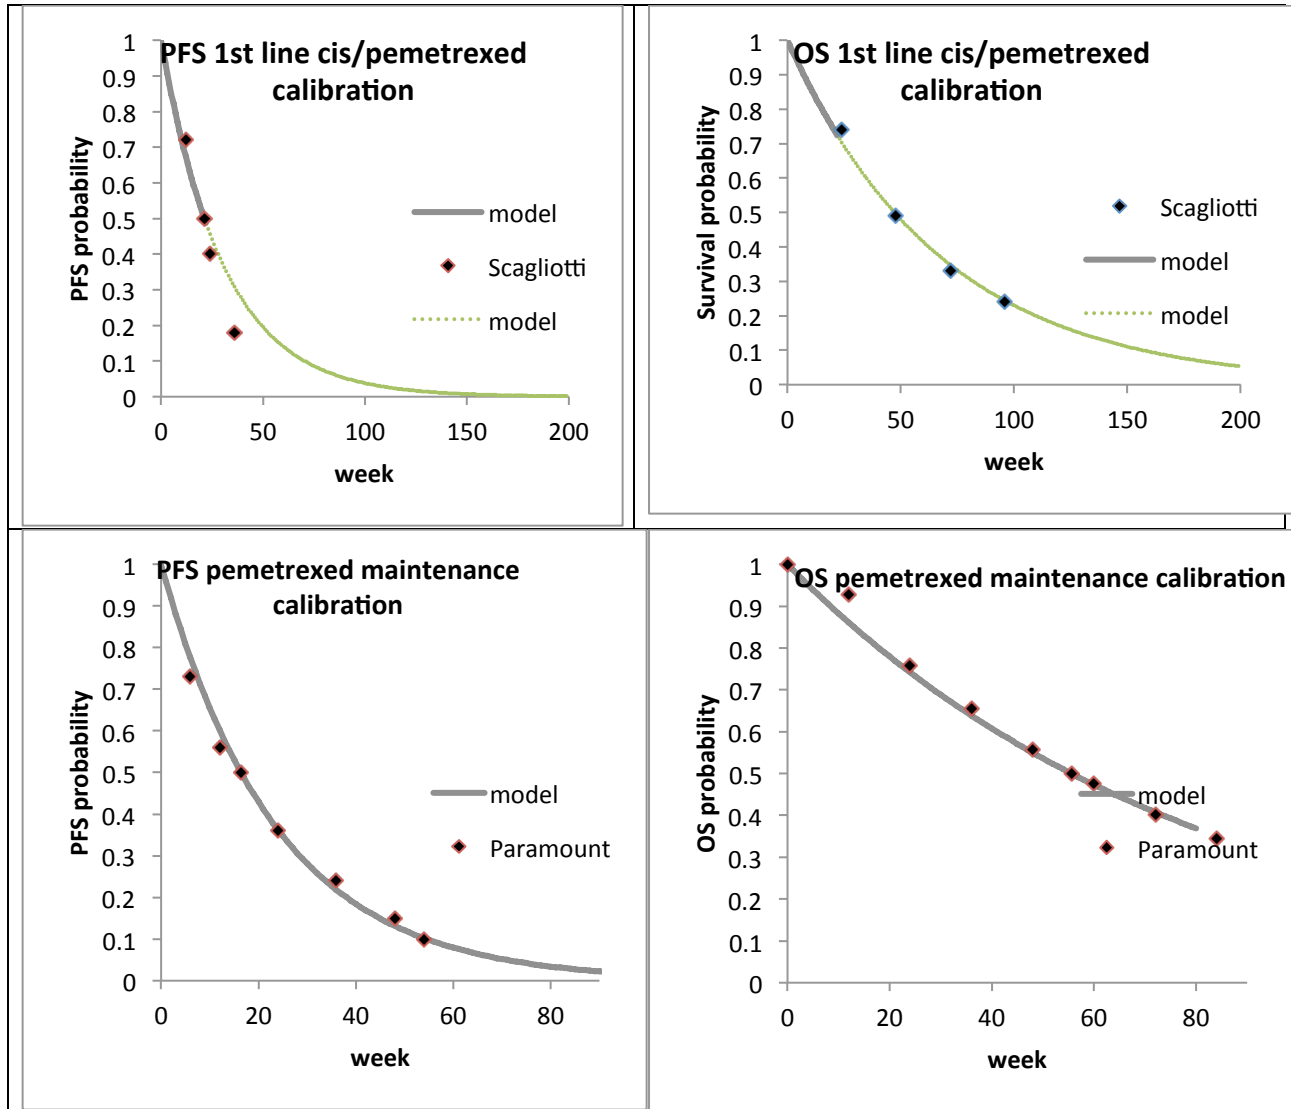 PFS 1st line cis/pemetrexed
calibration
1
0.9
0.8
0.7
0.6
0.5
0.4
0.3
0.2
0.1
0
PFS probability
model
Scagliotti
model
0 50 100 150 200
week
OS 1st line cis/pemetrexed
calibration
1
0.9
0.8
0.7
0.6
0.5
0.4
0.3
0.2
0.1
0
Survival probability
Scagliotti
model
model
0 50 100 150 200
week
PFS pemetrexed maintenance
calibration
1
0.9
0.8
0.7
0.6
0.5
0.4
0.3
0.2
0.1
0
PFS probability
model
Paramount
0 20 40 60 80
week
OS pemetrexed maintenance calibration
1
0.9
0.8
0.7
0.6
0.5
0.4
0.3
0.2
0.1
0
OS probability
model
Paramount
0 20 40 60 80
week